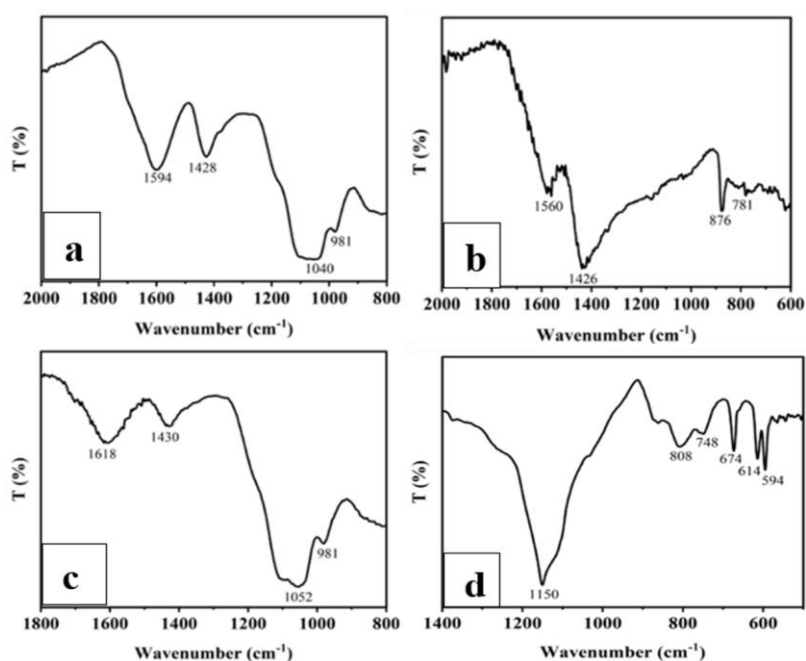 T (%)
1594
1428
1040
981
a
2000 1800 1600 1400 1200 1000 800
Wavenumber (cm⁻¹)
T (%)
1560
1426
876
781
b
2000 1800 1600 1400 1200 1000 800 600
Wavenumber (cm⁻¹)
T (%)
1618
1430
1052
981
c
1800 1600 1400 1200 1000 800
Wavenumber (cm⁻¹)
T (%)
1150
808
748
674
614
594
d
1400 1200 1000 800 600
Wavenumber (cm⁻¹)